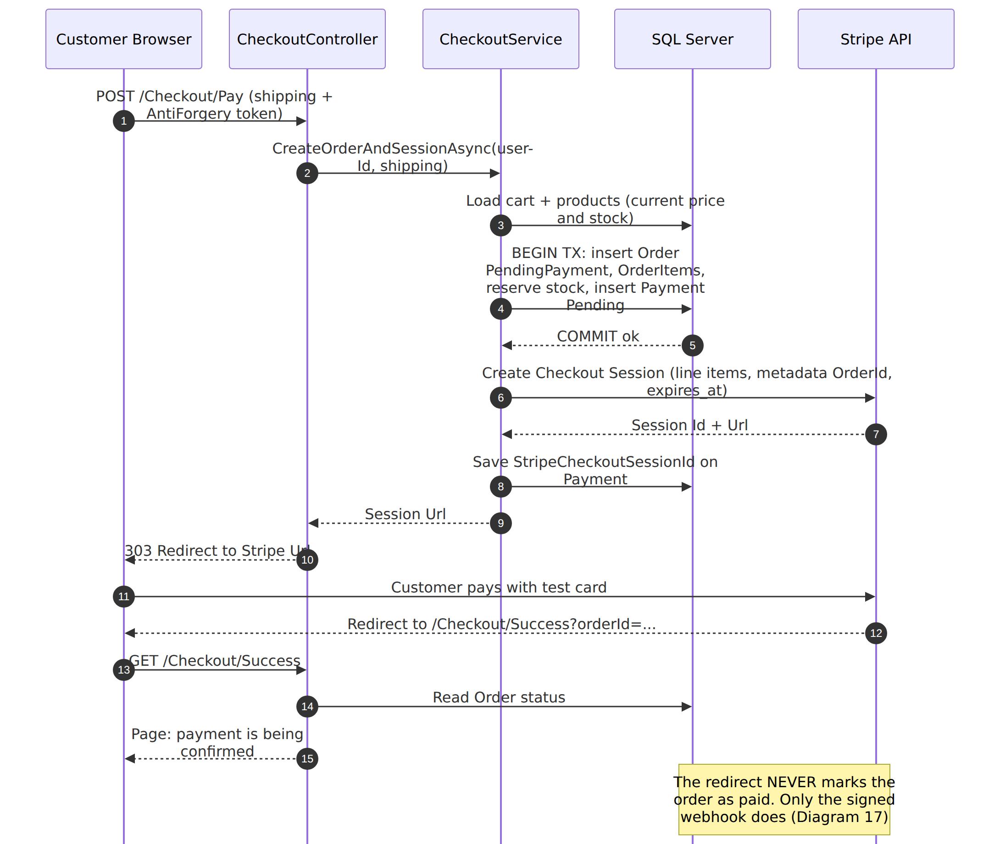 Customer Browser
CheckoutController
CheckoutService
SQL Server
Stripe API
POST /Checkout/Pay (shipping +
AntiForgery token)
1
CreateOrderAndSessionAsync(user-
Id, shipping)
2
Load cart + products (current price
and stock)
3
BEGIN TX: insert Order
PendingPayment, OrderItems,
reserve stock, insert Payment
Pending
4
COMMIT ok
5
Create Checkout Session (line items, metadata OrderId,
expires_at)
6
Session Id + Url
7
Save StripeCheckoutSessionId on
Payment
8
Session Url
9
303 Redirect to Stripe Url
10
Customer pays with test card
11
Redirect to /Checkout/Success?orderId=...
12
GET /Checkout/Success
13
Read Order status
14
Page: payment is being
confirmed
15
The redirect NEVER marks the
order as paid. Only the signed
webhook does (Diagram 17)